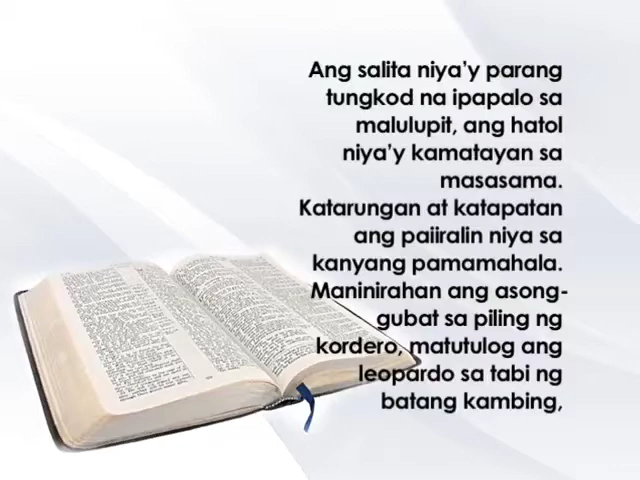 Ang salita niya'y parang
tungkod na ipapalo sa
malulupit, ang hatol
niya'y kamatayan sa
masasama.
Katarungan at katapatan
ang paiiralin niya sa
kanyang pamamahala.
Maninirahan ang asong-
gubat sa piling ng
kordero, matutulog ang
leopardo sa tabi ng
batang kambing,